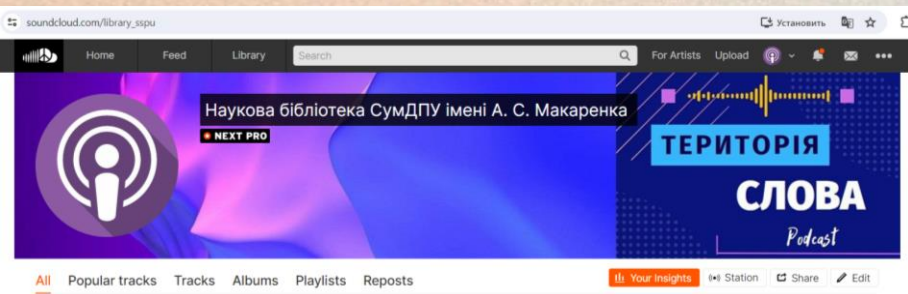 soundcloud.com/library_sspu
Установить
Home Feed Library Search For Artists Upload
Наукова бібліотека СумДПУ імені А. С. Макаренка
NEXT PRO
ТЕРИТОРІЯ
СЛОВА
Podcast
All Popular tracks Tracks Albums Playlists Reposts Your Insights Station Share Edit